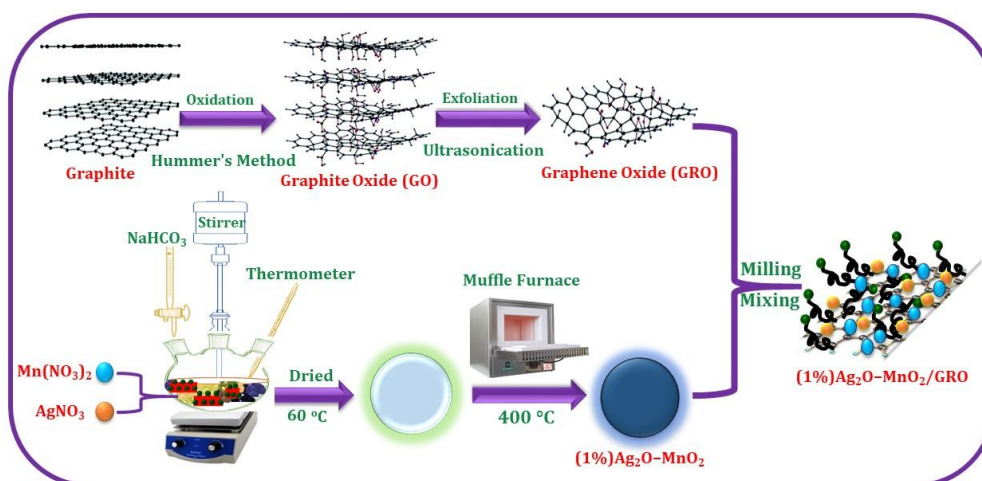 Oxidation
Hummer's Method
Exfoliation
Ultrasonication
Graphite
Graphite Oxide (GO)
Graphene Oxide (GRO)
NaHCO₃
Stirrer
Thermometer
Mn(NO₃)₂
AgNO₃
Dried
60 ℃
Muffle Furnace
400 °C
(1%)Ag₂O–MnO₂
Milling
Mixing
(1%)Ag₂O–MnO₂/GRO